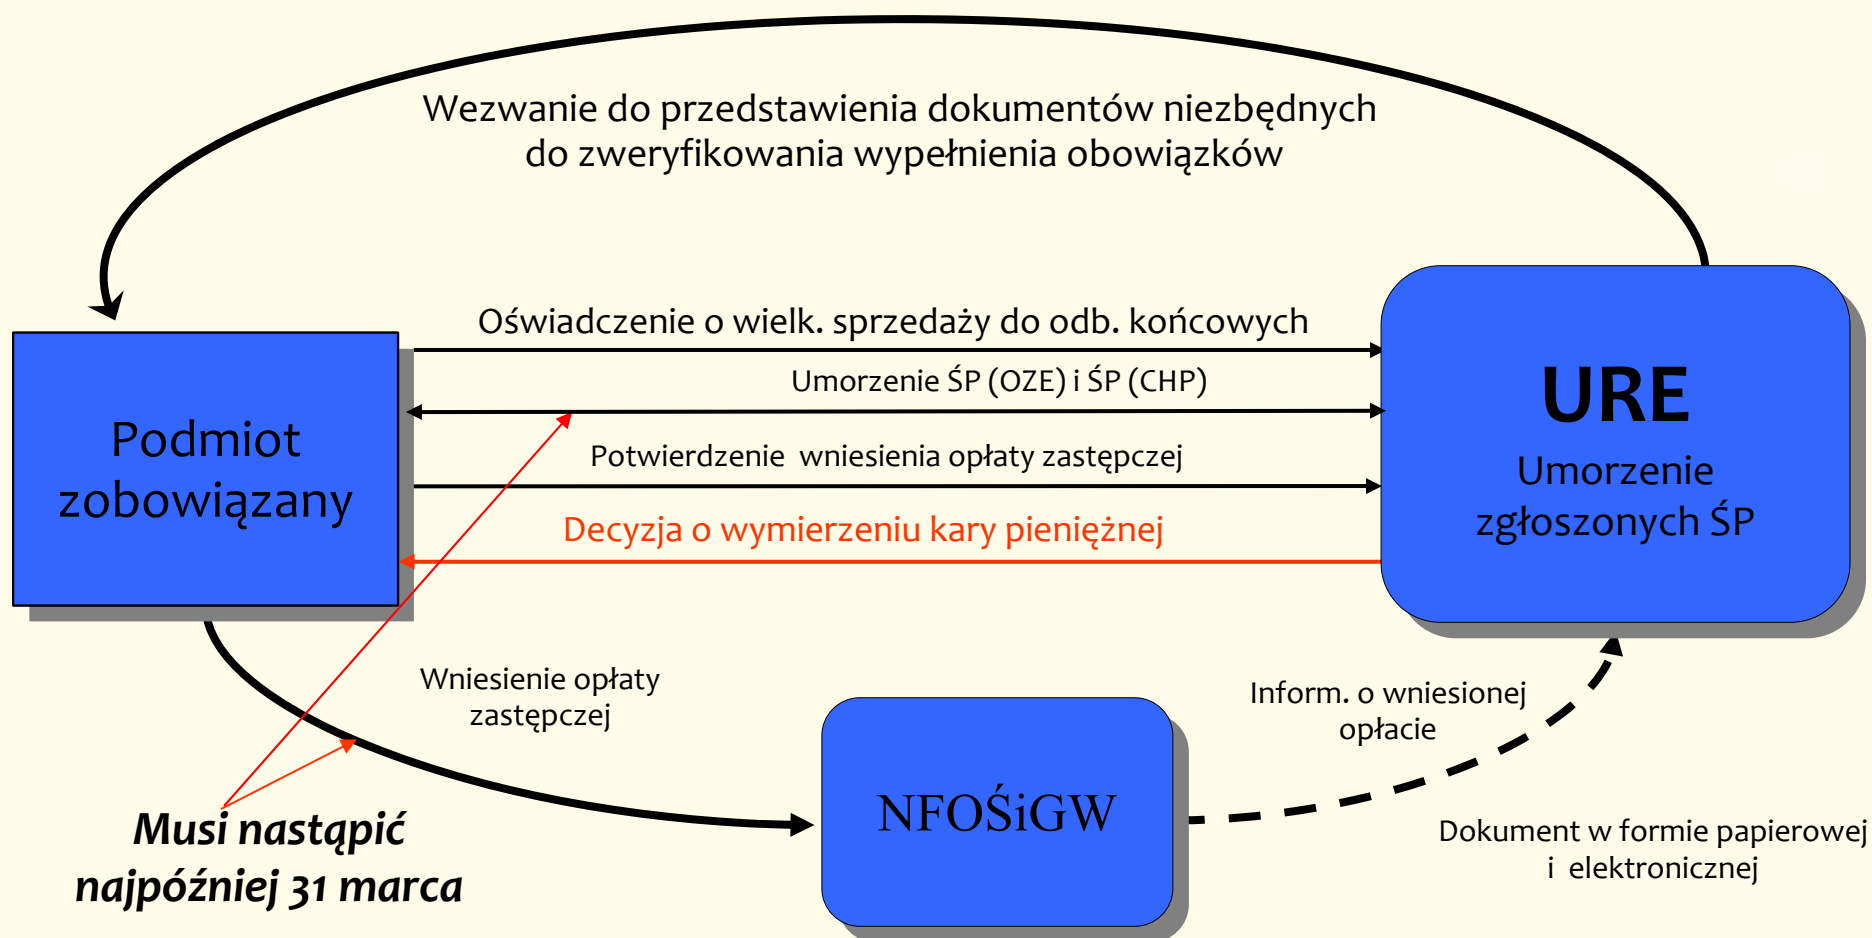 Wezwanie do przedstawienia dokumentów niezbędnych
do zweryfikowania wypełnienia obowiązków
Oświadczenie o wielk. sprzedaży do odb. końcowych
Umorzenie ŚP (OZE) i ŚP (CHP)
Potwierdzenie wniesienia opłaty zastępczej
Decyzja o wymierzeniu kary pieniężnej
Podmiot
zobowiązany
URE
Umorzenie
zgłoszonych ŚP
Wniesienie opłaty
zastępczej
Inform. o wniesionej
opłacie
NFOŚiGW
Musi nastąpić
najpóźniej 31 marca
Dokument w formie papierowej
i elektronicznej